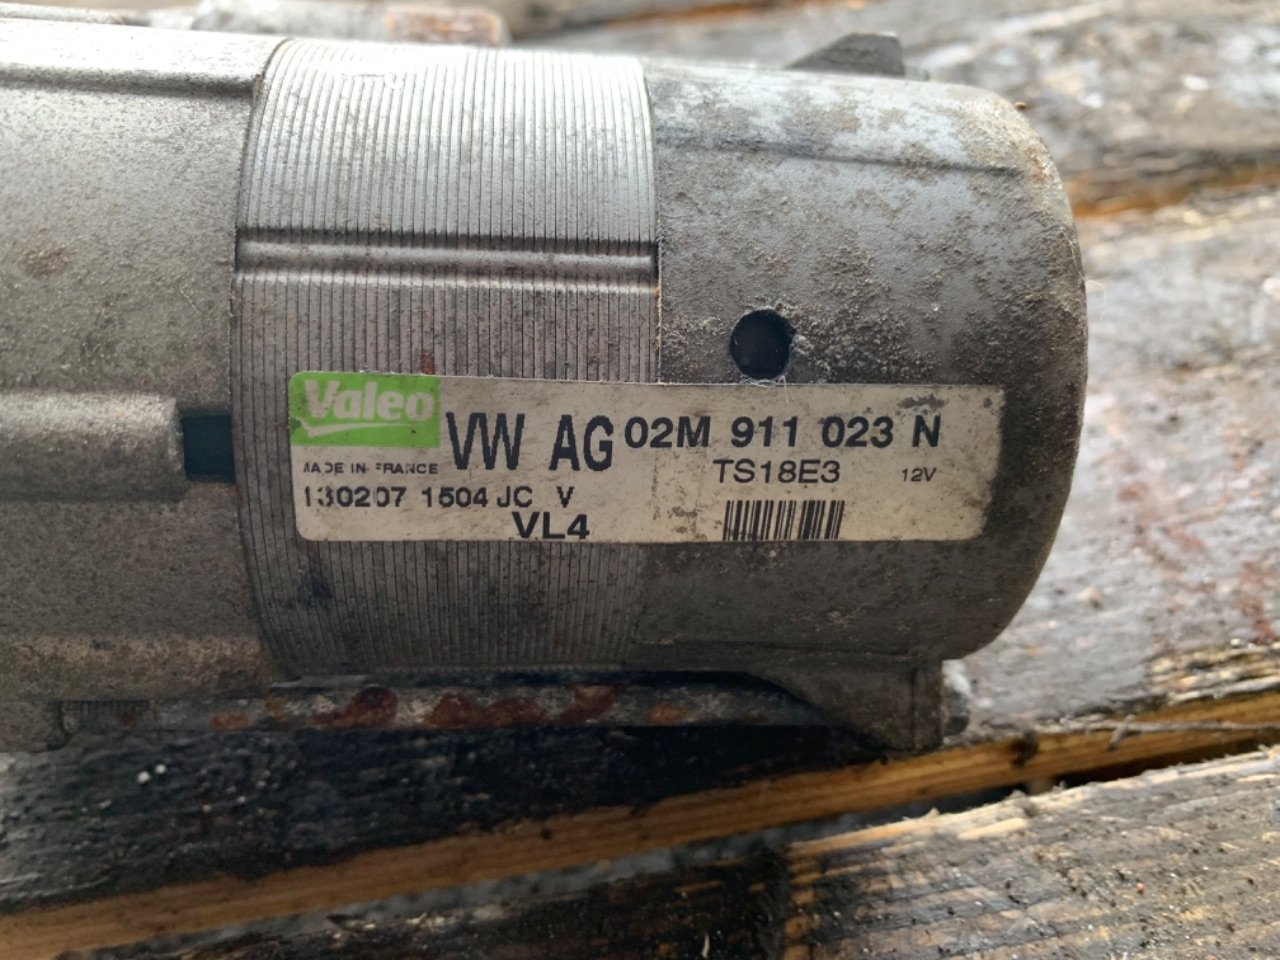 Valeo VW AG 02M 911 023 N
MADE IN FRANCE TS18E3 12V
130207 1504 JC V
VL4